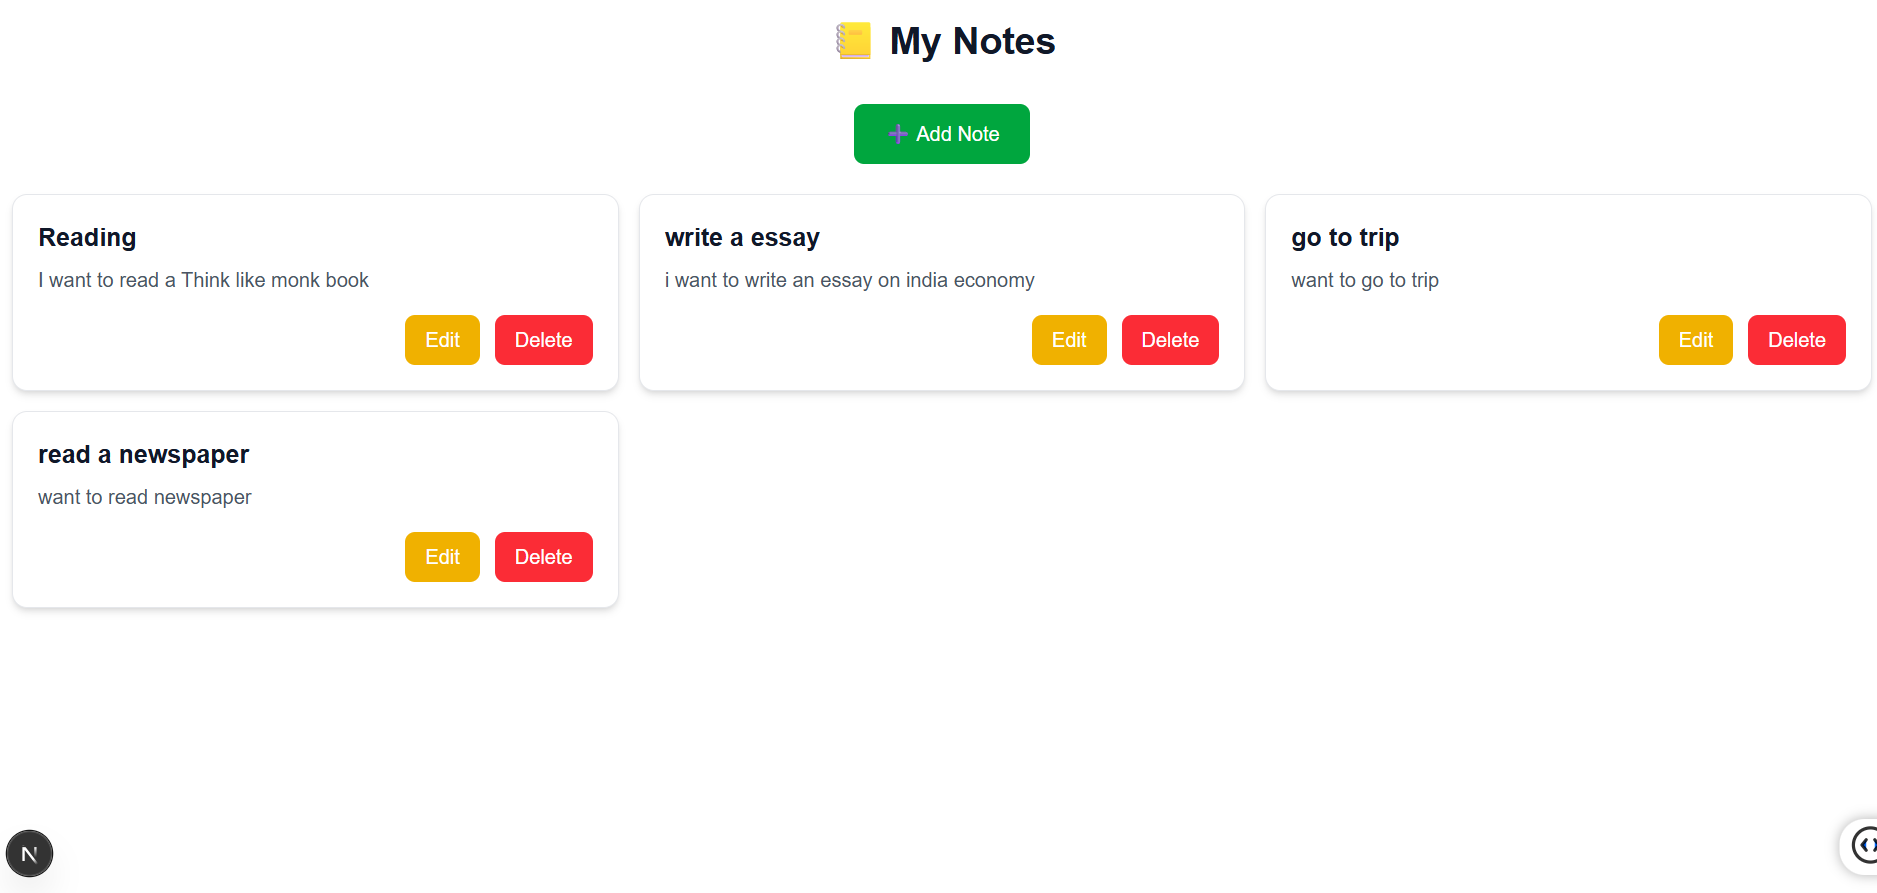 My Notes
Add Note
Reading
I want to read a Think like monk book
Edit Delete
write a essay
i want to write an essay on india economy
Edit Delete
go to trip
want to go to trip
Edit Delete
read a newspaper
want to read newspaper
Edit Delete
N